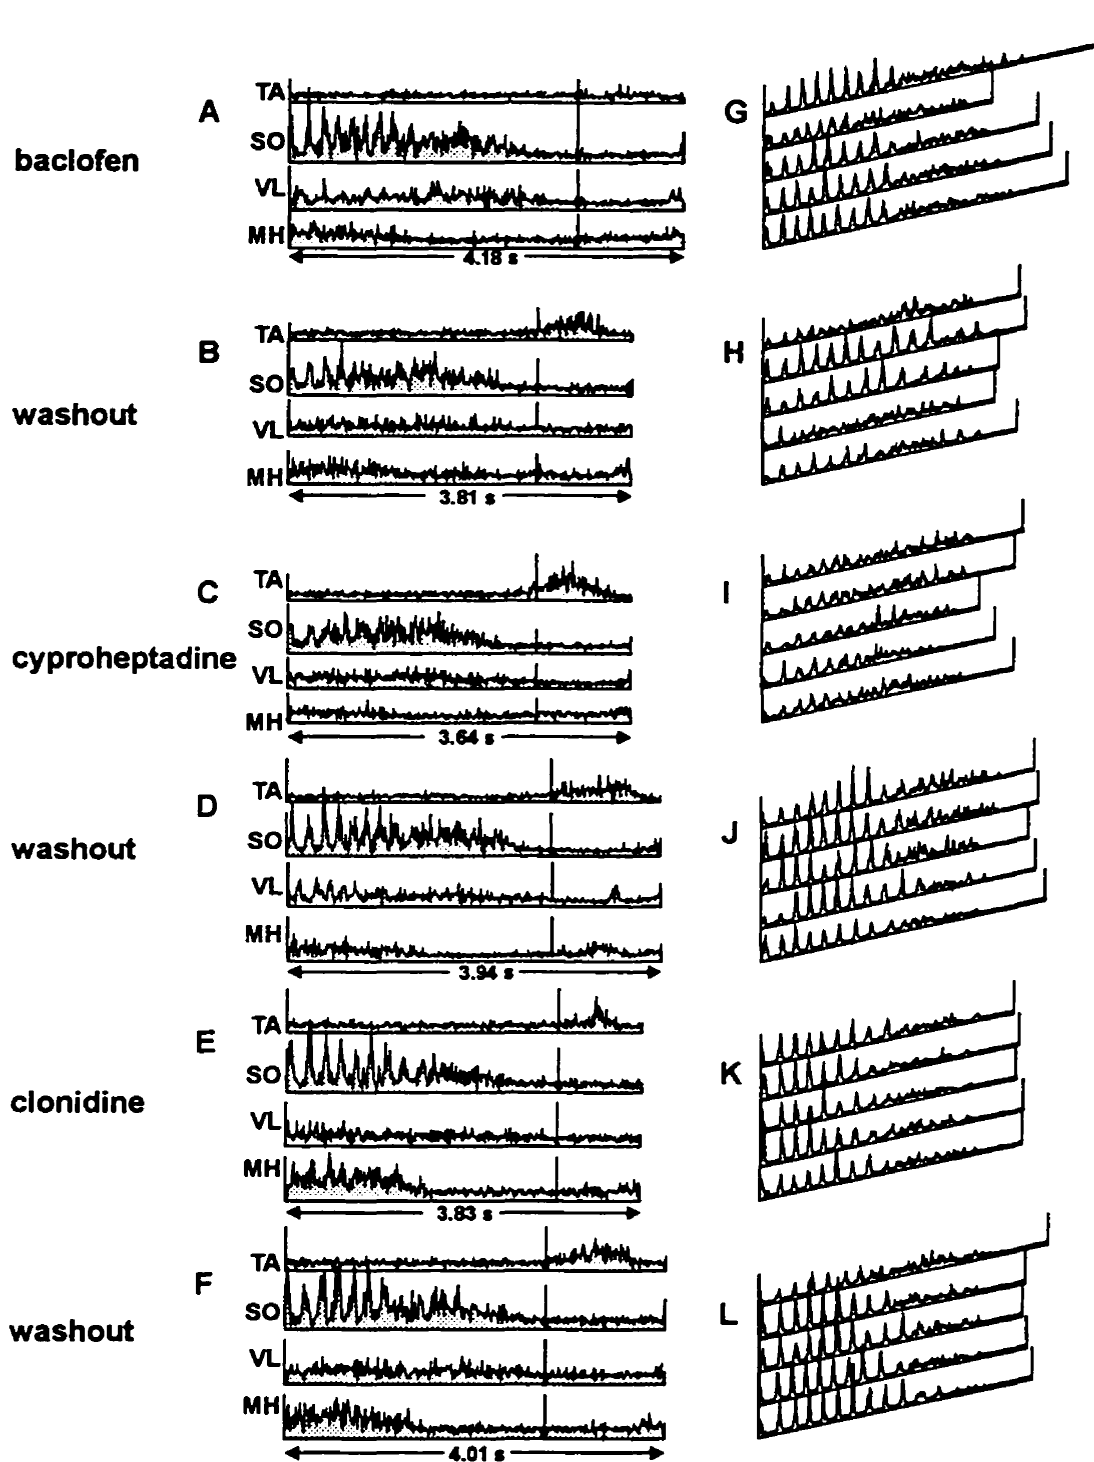 A
TA
SO
VL
MH
4.18 s
baclofen
G
B
TA
SO
VL
MH
3.81 s
washout
H
C
TA
SO
VL
MH
3.64 s
cyproheptadine
I
D
TA
SO
VL
MH
3.94 s
washout
J
E
TA
SO
VL
MH
3.83 s
clonidine
K
F
TA
SO
VL
MH
4.01 s
washout
L